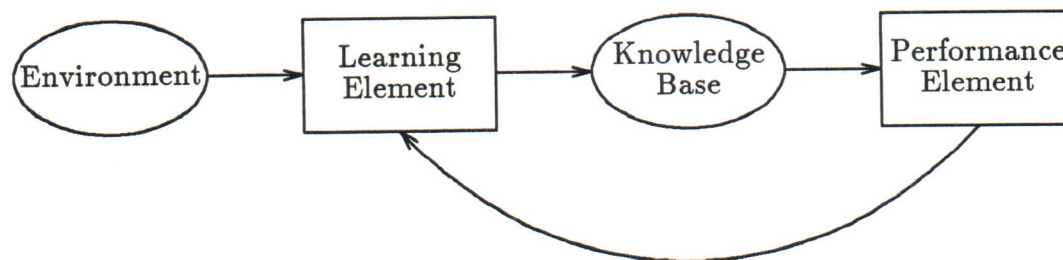 Environment
Learning
Element
Knowledge
Base
Performance
Element